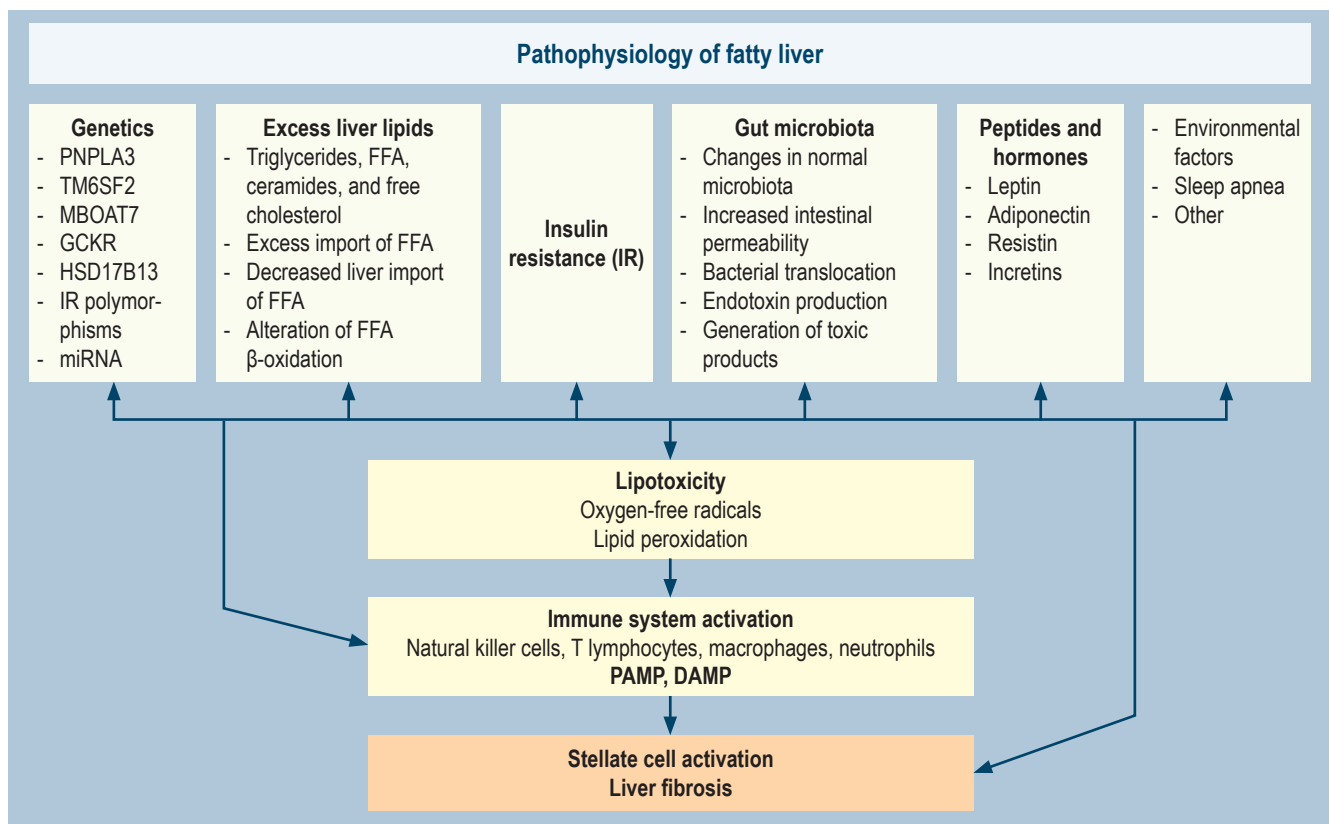 Pathophysiology of fatty liver
Genetics
- PNPLA3
- TM6SF2
- MBOAT7
- GCKR
- HSD17B13
- IR polymor-
phisms
- miRNA
Excess liver lipids
- Triglycerides, FFA,
ceramides, and free
cholesterol
- Excess import of FFA
- Decreased liver import
of FFA
- Alteration of FFA
β-oxidation
Insulin
resistance (IR)
Gut microbiota
- Changes in normal
microbiota
- Increased intestinal
permeability
- Bacterial translocation
- Endotoxin production
- Generation of toxic
products
Peptides and
hormones
- Leptin
- Adiponectin
- Resistin
- Incretins
- Environmental
factors
- Sleep apnea
- Other
Lipotoxicity
Oxygen-free radicals
Lipid peroxidation
Immune system activation
Natural killer cells, T lymphocytes, macrophages, neutrophils
PAMP, DAMP
Stellate cell activation
Liver fibrosis